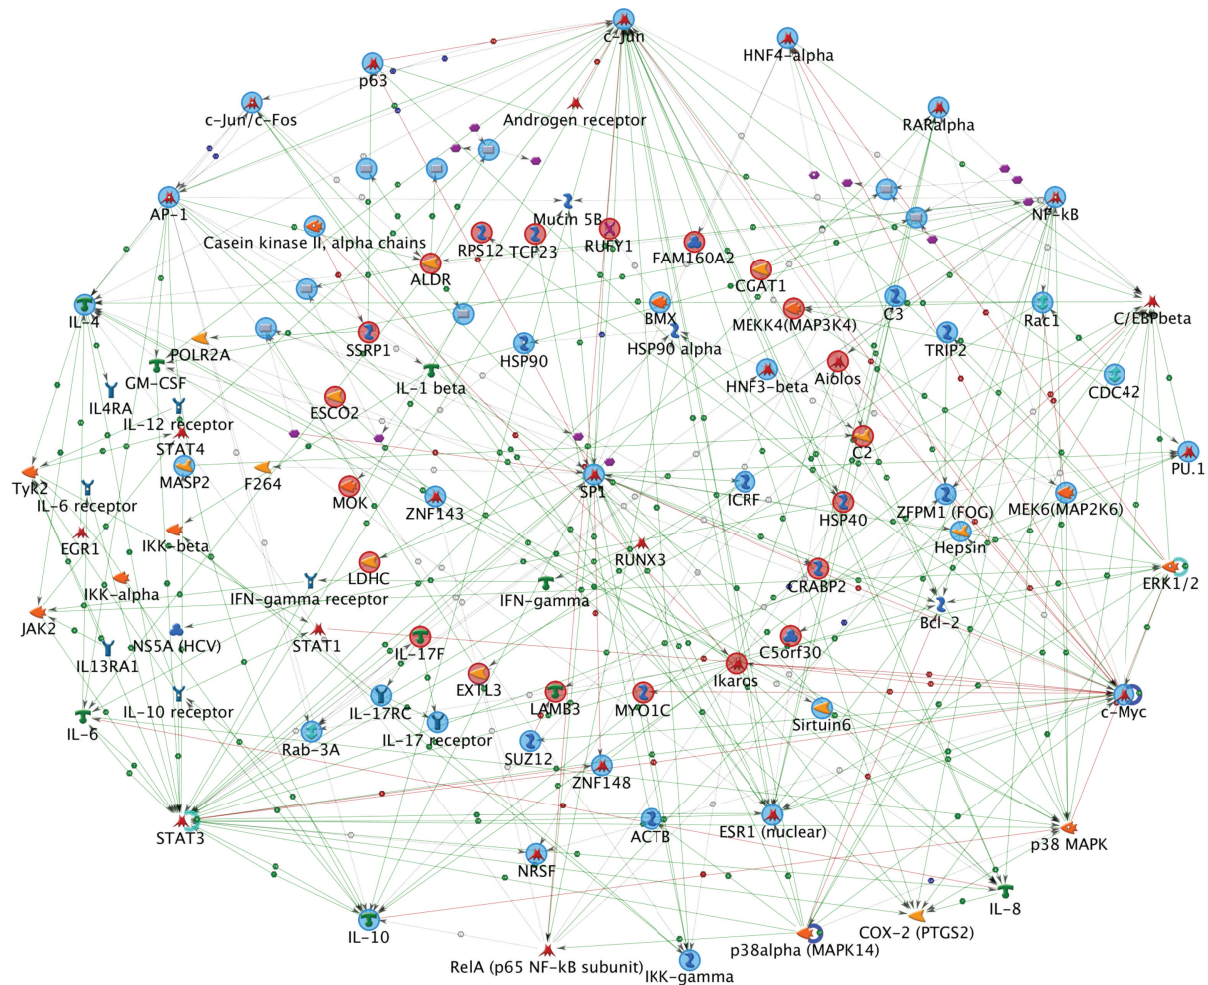 c-Jun
HNF4-alpha
p63
c-Jun/c-Fos
Androgen receptor
RARalpha
AP-1
Mucin 5B
NF-kB
Casein kinase II, alpha chains
RPS12
TCF23
RUFY1
FAM160A2
ALDR
CGAT1
IL-4
BMX
MEKK4(MAP3K4)
C3
Rac1
C/EBPbeta
POLR2A
SSRP1
HSP90
HSP90 alpha
TRIP2
GM-CSF
IL-1 beta
HNF3-beta
Aiolos
CDC42
IL4RA
IL-12 receptor
ESCO2
STAT4
C2
PU.1
TyK2
MASP2
F264
SP1
IL-6 receptor
MOK
ZNF143
ICRF
HSP40
ZFPM1 (FOG)
MEK6(MAP2K6)
EGR1
IKK-beta
RUNX3
Hepsin
IKK-alpha
LDHC
IFN-gamma receptor
IFN-gamma
CRABP2
ERK1/2
JAK2
NS5A (HCV)
STAT1
Bcl-2
IL13RA1
IL-17F
C5orf30
EXTL3
Ikaros
IL-10 receptor
IL-17RC
LAMB3
MYO1C
c-Myc
IL-6
Rab-3A
IL-17 receptor
Sirtuin6
SUZ12
ZNF148
STAT3
ACTB
ESR1 (nuclear)
p38 MAPK
NRSF
IL-8
IL-10
COX-2 (PTGS2)
p38alpha (MAPK14)
RelA (p65 NF-kB subunit)
IKK-gamma